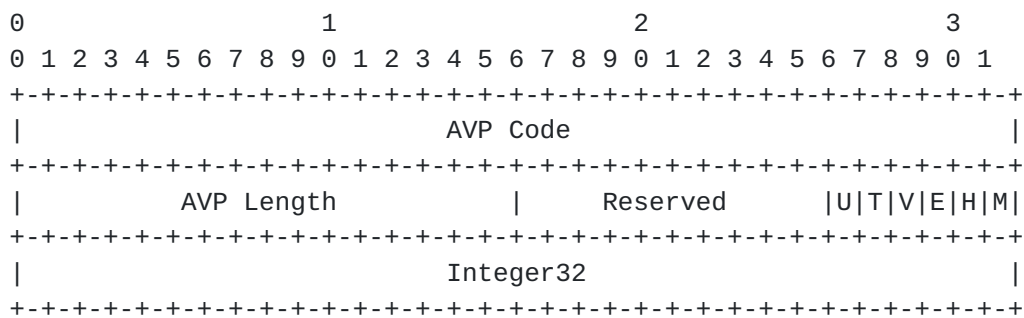 0                   1                   2                   3
0 1 2 3 4 5 6 7 8 9 0 1 2 3 4 5 6 7 8 9 0 1 2 3 4 5 6 7 8 9 0 1
+-+-+-+-+-+-+-+-+-+-+-+-+-+-+-+-+-+-+-+-+-+-+-+-+-+-+-+-+-+-+-+-+
|                           AVP Code                            |
+-+-+-+-+-+-+-+-+-+-+-+-+-+-+-+-+-+-+-+-+-+-+-+-+-+-+-+-+-+-+-+-+
|          AVP Length           |     Reserved      |U|T|V|E|H|M|
+-+-+-+-+-+-+-+-+-+-+-+-+-+-+-+-+-+-+-+-+-+-+-+-+-+-+-+-+-+-+-+-+
|                           Integer32                           |
+-+-+-+-+-+-+-+-+-+-+-+-+-+-+-+-+-+-+-+-+-+-+-+-+-+-+-+-+-+-+-+-+